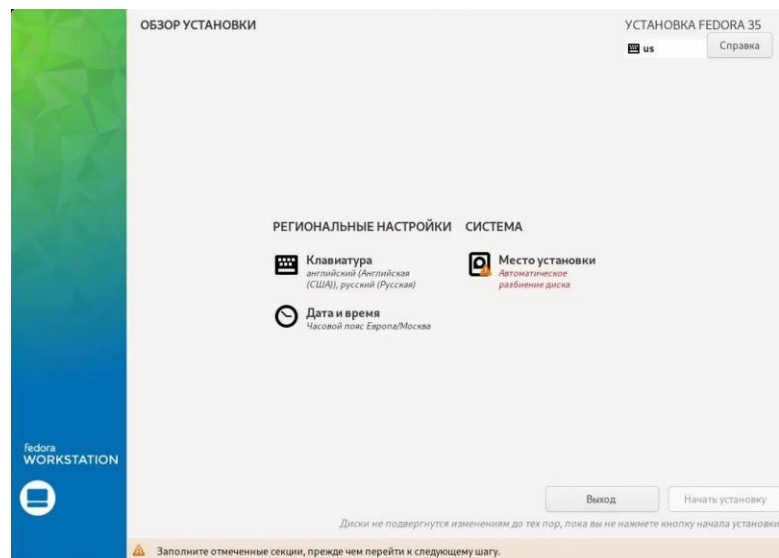 ОБЗОР УСТАНОВКИ
УСТАНОВКА FEDORA 35
us
Справка
РЕГИОНАЛЬНЫЕ НАСТРОЙКИ
Клавиатура
английский (Английская
(США)), русский (Русская)
Дата и время
Часовой пояс Европа/Москва
СИСТЕМА
Место установки
Автоматическое
разбиение диска
fedora
WORKSTATION
Выход
Начать установку
Диски не подвергнутся изменениям до тех пор, пока вы не нажмете кнопку начала установки
Заполните отмеченные секции, прежде чем перейти к следующему шагу.